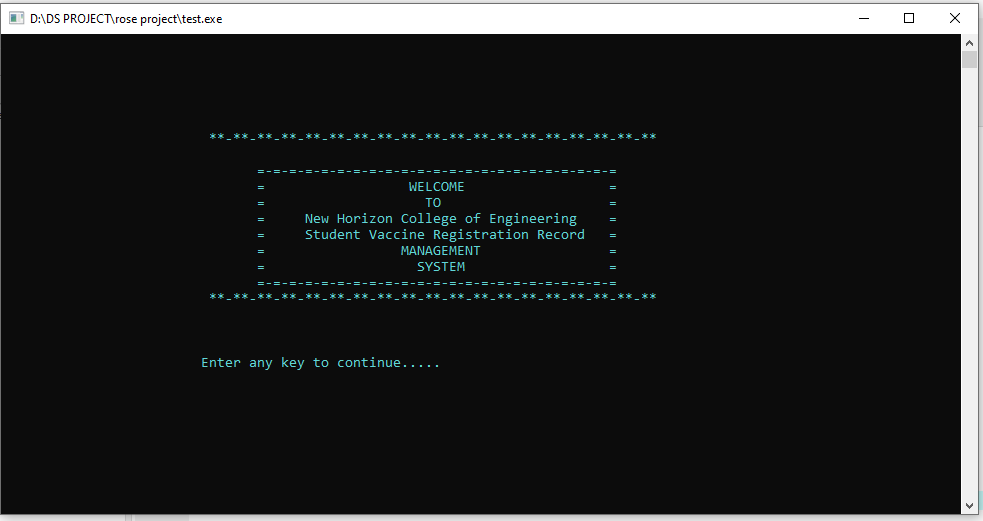 D:\DS PROJECT\rose project\test.exe
**-**-**-**-**-**-**-**-**-**-**-**-**-**-**-**-**-**-**
=-=-=-=-=-=-=-=-=-=-=-=-=-=-=-=-=-=-=-=-=-=-=
= WELCOME =
= TO =
= New Horizon College of Engineering =
= Student Vaccine Registration Record =
= MANAGEMENT =
= SYSTEM =
=-=-=-=-=-=-=-=-=-=-=-=-=-=-=-=-=-=-=-=-=-=-=
**-**-**-**-**-**-**-**-**-**-**-**-**-**-**-**-**-**-**
Enter any key to continue.....